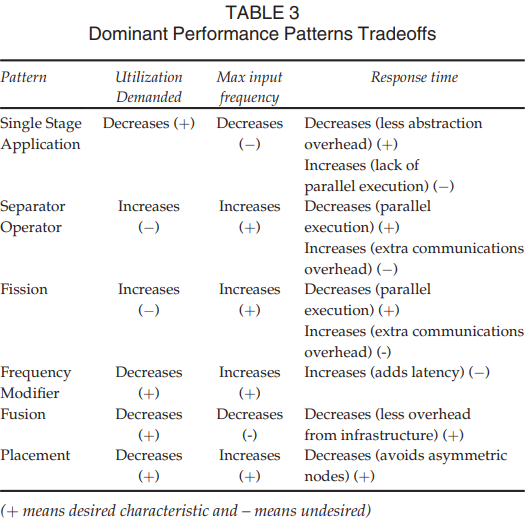 TABLE 3
Dominant Performance Patterns Tradeoffs
Pattern Utilization Max input Response time
Demanded frequency
Single Stage Decreases (+) Decreases Decreases (less abstraction
Application (−) overhead) (+)
Increases (lack of
parallel execution) (−)
Separator Increases Increases Decreases (parallel
Operator (−) (+) execution) (+)
Increases (extra communications
overhead) (−)
Fission Increases Increases Decreases (parallel
(−) (+) execution) (+)
Increases (extra communications
overhead) (-)
Frequency Decreases Increases Increases (adds latency) (−)
Modifier (+) (+)
Fusion Decreases Decreases Decreases (less overhead
(+) (-) from infrastructure) (+)
Placement Decreases Increases Decreases (avoids asymmetric
(+) (+) nodes) (+)
(+ means desired characteristic and – means undesired)